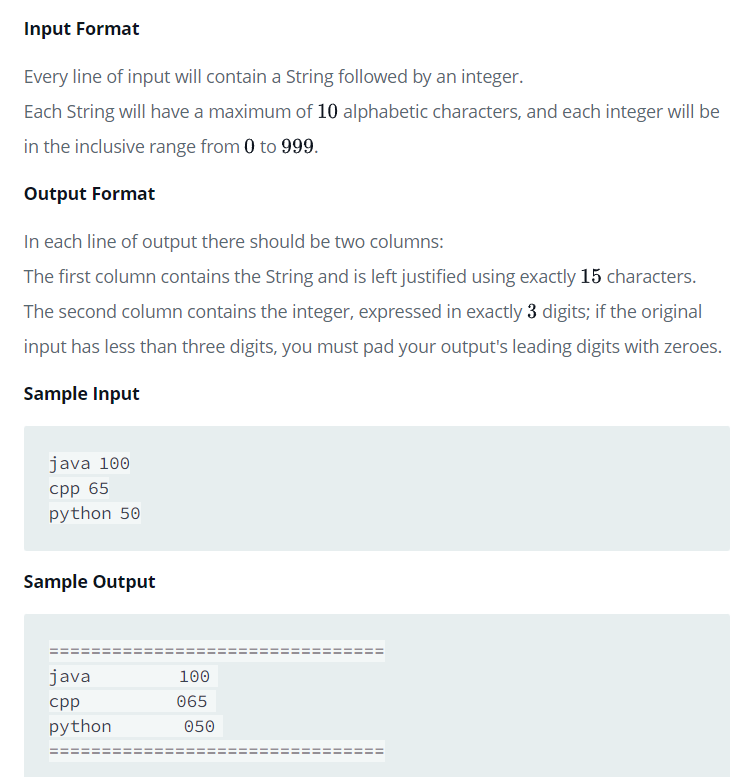 Input Format
Every line of input will contain a String followed by an integer.
Each String will have a maximum of 10 alphabetic characters, and each integer will be
in the inclusive range from 0 to 999.
Output Format
In each line of output there should be two columns:
The first column contains the String and is left justified using exactly 15 characters.
The second column contains the integer, expressed in exactly 3 digits; if the original
input has less than three digits, you must pad your output's leading digits with zeroes.
Sample Input
java 100
cpp 65
python 50
Sample Output
================================
java           100
cpp            065
python         050
================================